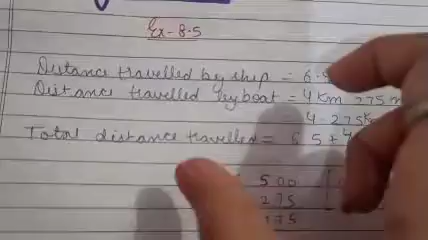 Ex-8.5
Distance travelled by ship = 6.5
Distance travelled by boat = 4 Km 275 m
4.275 K
Total distance travelled = 6.5 + 4
500
275
775